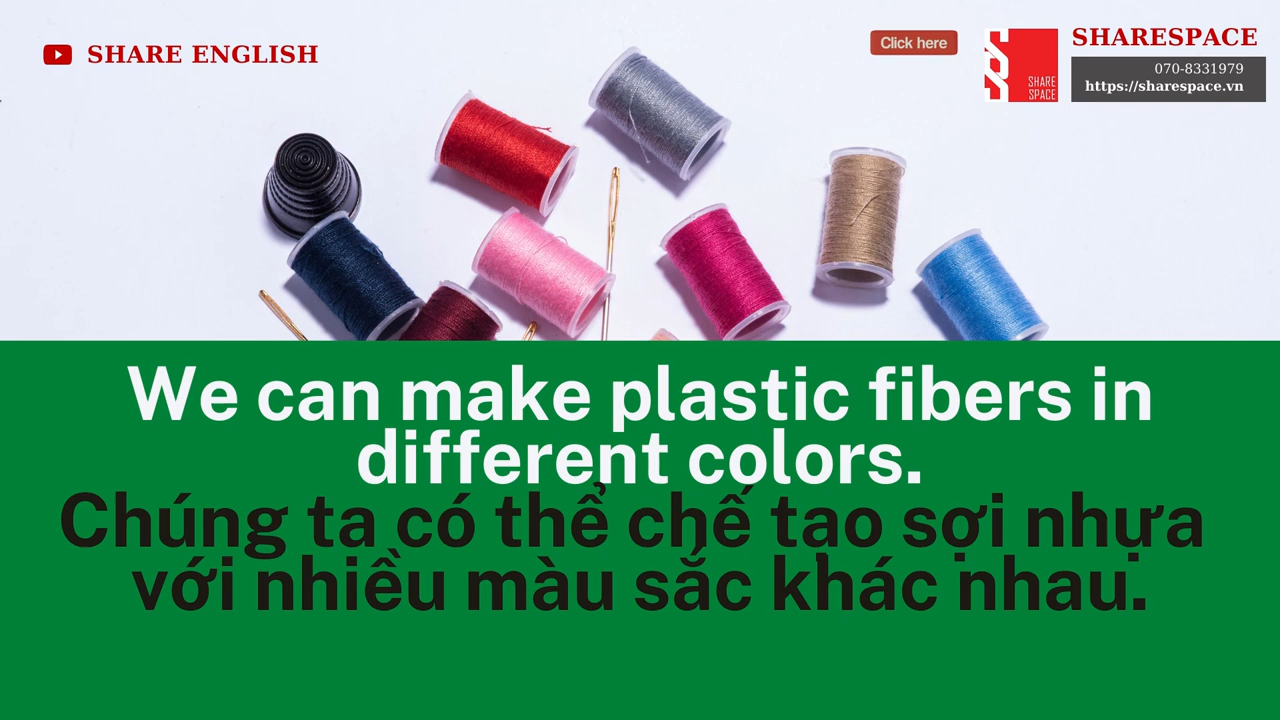 SHARE ENGLISH
Click here
SHARE
SPACE
SHARESPACE
070-8331979
https://sharespace.vn
We can make plastic fibers in
different colors.
Chúng ta có thể chế tạo sợi nhựa
với nhiều màu sắc khác nhau.